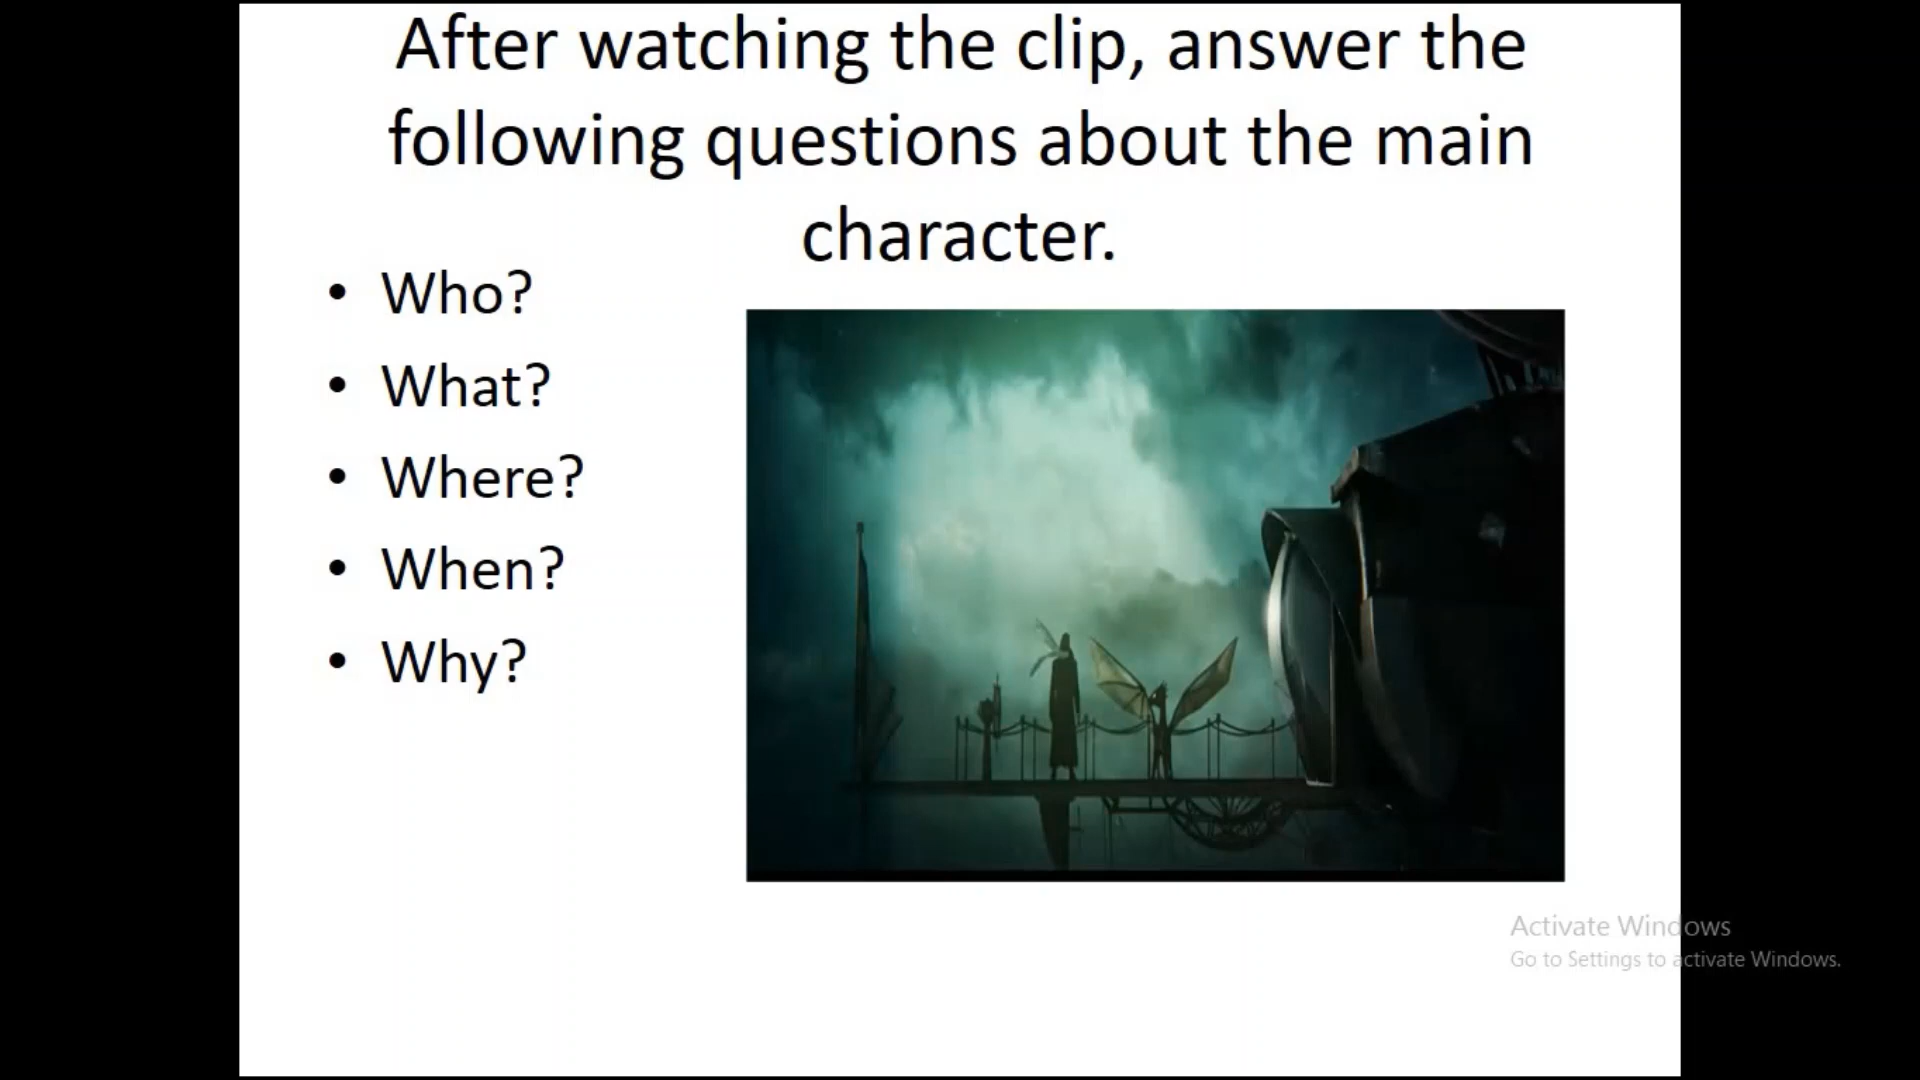 After watching the clip, answer the
following questions about the main
character.
• Who?
• What?
• Where?
• When?
• Why?
Activate Windows
Go to Settings to activate Windows.